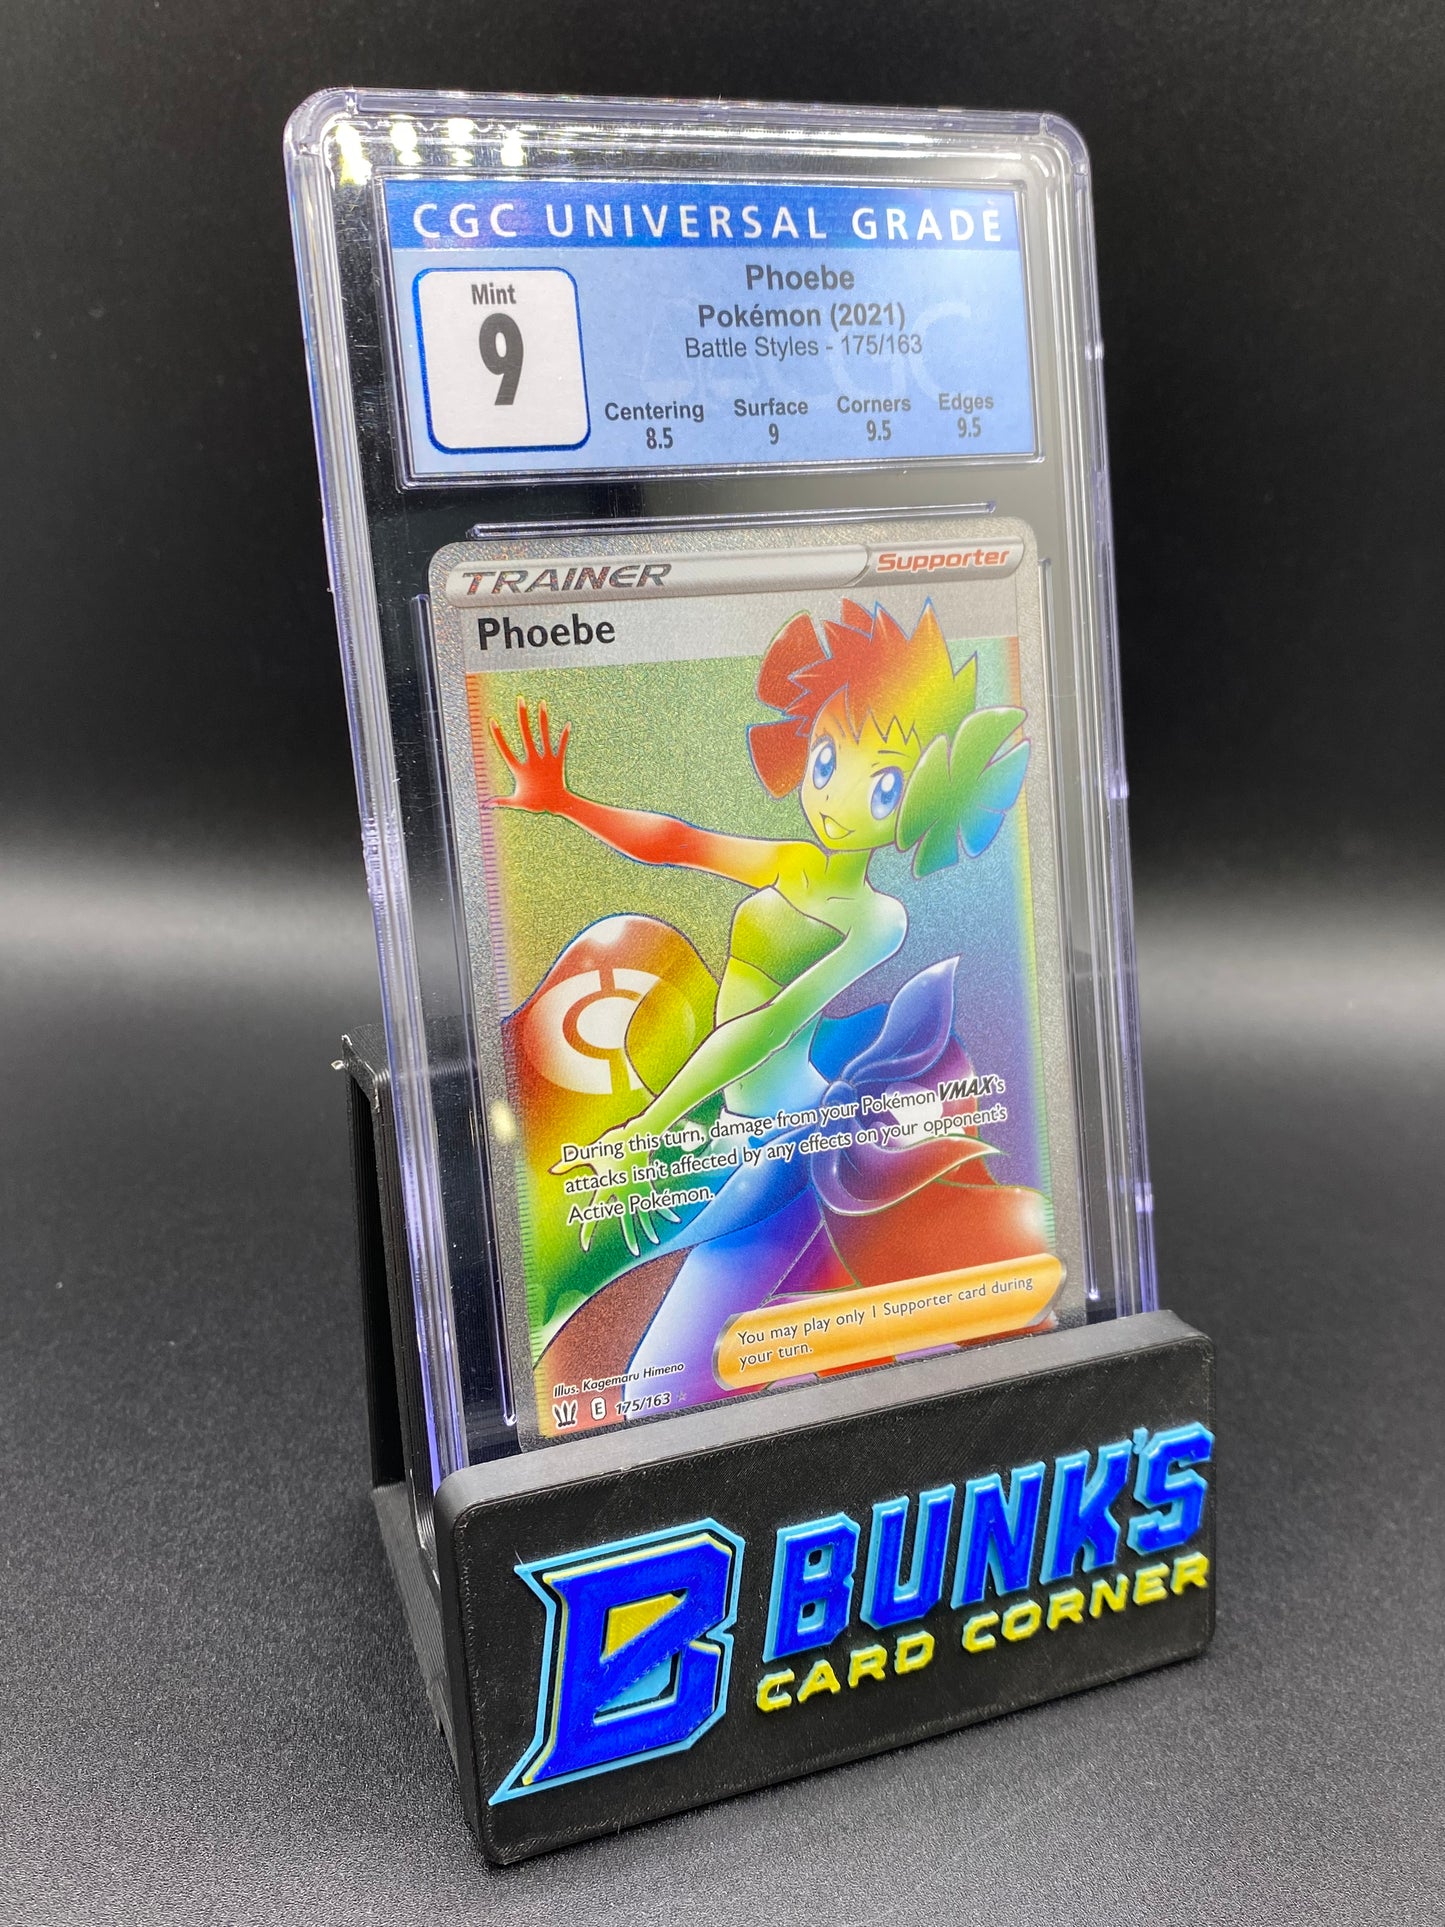 CGC UNIVERSAL GRADE
Mint
9
Phoebe
Pokémon (2021)
Battle Styles - 175/163
Centering Surface Corners Edges
8.5 9 9.5 9.5
TRAINER Supporter
Phoebe
During this turn, damage from your Pokémon VMAX's
attacks isn't affected by any effects on your opponent's
Active Pokémon.
You may play only 1 Supporter card during
your turn.
Illus. Kagemaru Himeno
E 175/163
B BUNK'S
CARD CORNER